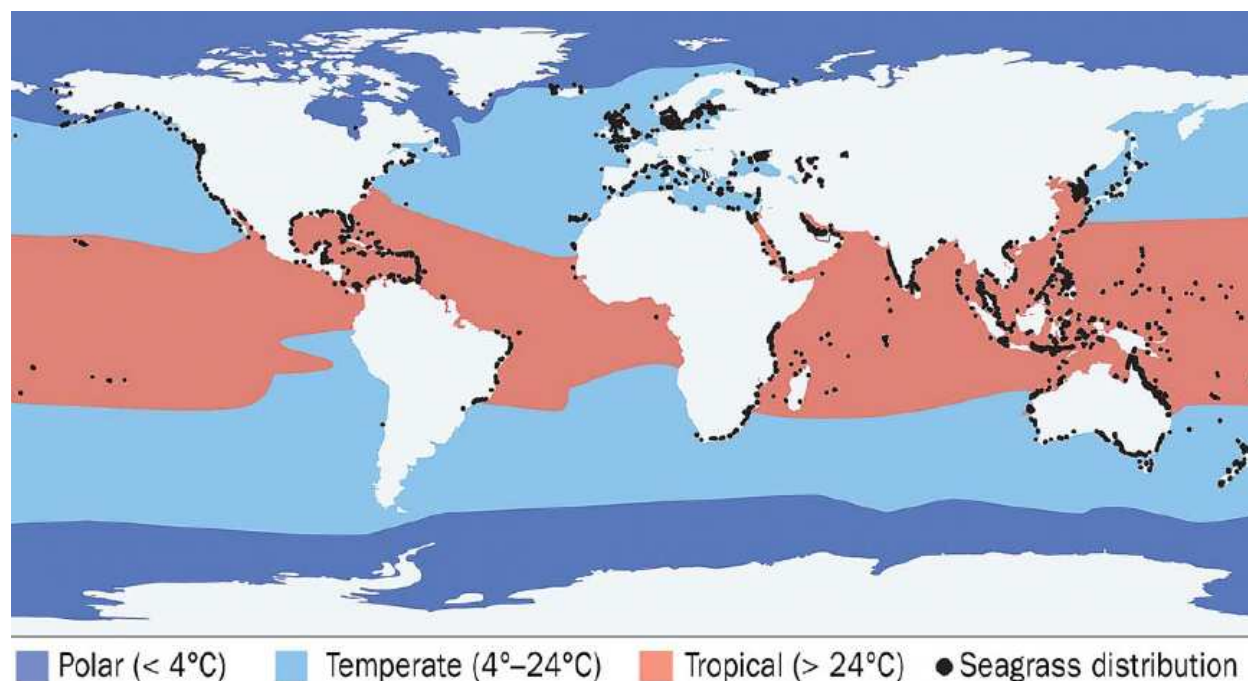 Polar (< 4°C) Temperate (4°–24°C) Tropical (> 24°C) Seagrass distribution